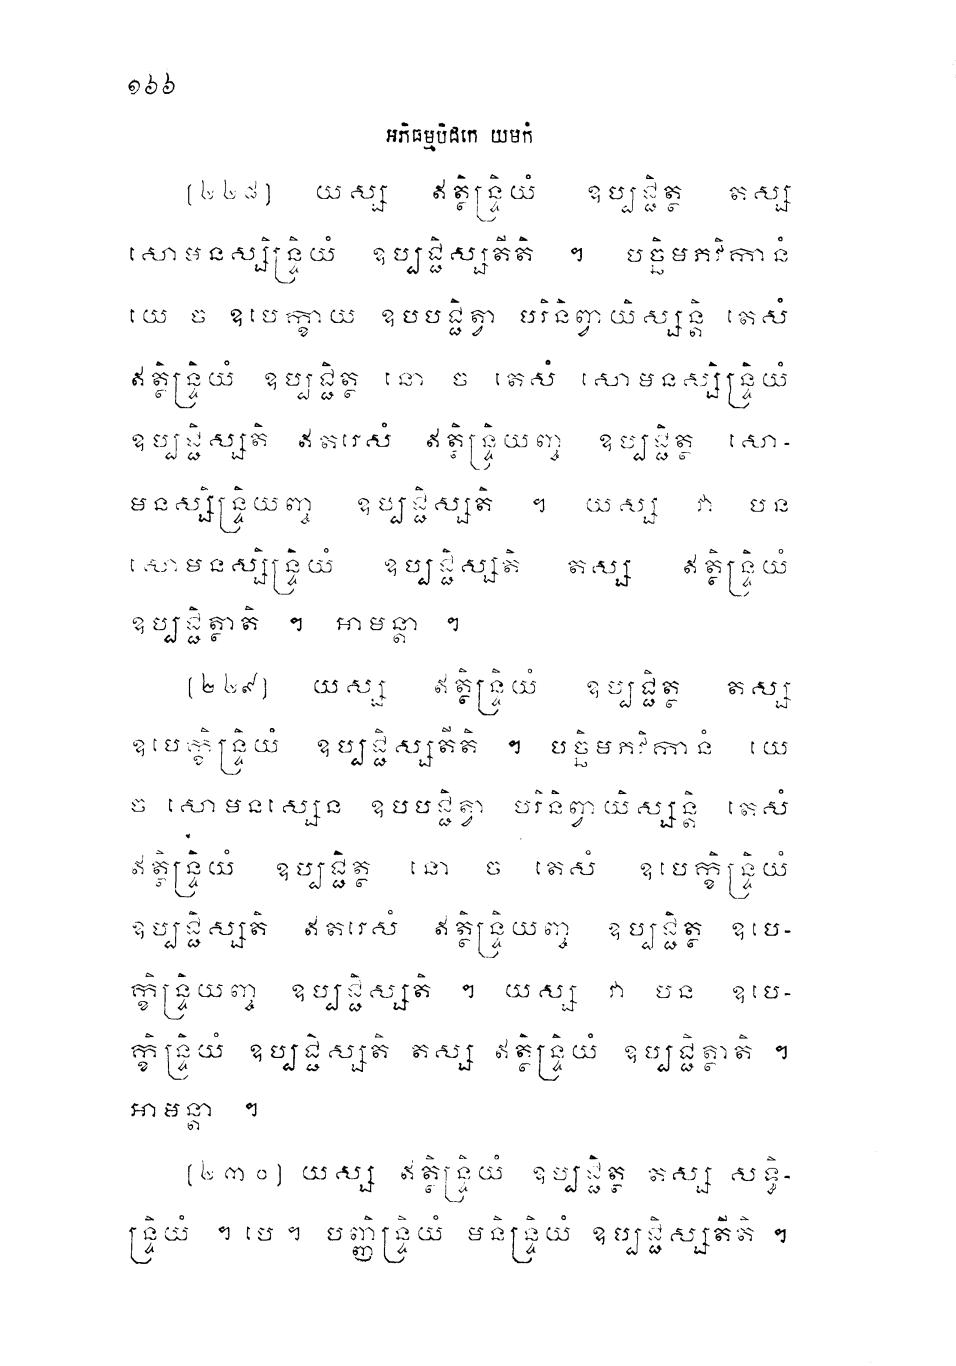 ១៦៦
អភិធម្មបិដកេ យមកំ
(២២៨) យស្ស ឥត្ថិន្ទ្រិយំ ឧប្បជ្ជិត្ថ តស្ស
សោមនស្សិន្ទ្រិយំ ឧប្បជ្ជិស្សតីតិ ។ បច្ឆិមភវិកានំ
យេ ច ឧបេក្ខាយ ឧបបជ្ជិត្វា បរិនិព្វាយិស្សន្តិ តេសំ
ឥត្ថិន្ទ្រិយំ ឧប្បជ្ជិត្ថ នោ ច តេសំ សោមនស្សិន្ទ្រិយំ
ឧប្បជ្ជិស្សតិ ឥតរេសំ ឥត្ថិន្ទ្រិយញ្ច ឧប្បជ្ជិត្ថ សោ-
មនស្សិន្ទ្រិយញ្ច ឧប្បជ្ជិស្សតិ ។ យស្ស វា បន
សោមនស្សិន្ទ្រិយំ ឧប្បជ្ជិស្សតិ តស្ស ឥត្ថិន្ទ្រិយំ
ឧប្បជ្ជិត្ថាតិ ។ អាមន្តា ។
(២២៩) យស្ស ឥត្ថិន្ទ្រិយំ ឧប្បជ្ជិត្ថ តស្ស
ឧបេក្ខិន្ទ្រិយំ ឧប្បជ្ជិស្សតីតិ ។ បច្ឆិមភវិកានំ យេ
ច សោមនស្សេន ឧបបជ្ជិត្វា បរិនិព្វាយិស្សន្តិ តេសំ
ឥត្ថិន្ទ្រិយំ ឧប្បជ្ជិត្ថ នោ ច តេសំ ឧបេក្ខិន្ទ្រិយំ
ឧប្បជ្ជិស្សតិ ឥតរេសំ ឥត្ថិន្ទ្រិយញ្ច ឧប្បជ្ជិត្ថ ឧបេ-
ក្ខិន្ទ្រិយញ្ច ឧប្បជ្ជិស្សតិ ។ យស្ស វា បន ឧបេ-
ក្ខិន្ទ្រិយំ ឧប្បជ្ជិស្សតិ តស្ស ឥត្ថិន្ទ្រិយំ ឧប្បជ្ជិត្ថាតិ ។
អាមន្តា ។
(២៣០) យស្ស ឥត្ថិន្ទ្រិយំ ឧប្បជ្ជិត្ថ តស្ស សទ្ធិ-
ន្ទ្រិយំ ។ បេ ។ បញ្ញិន្ទ្រិយំ មនិន្ទ្រិយំ ឧប្បជ្ជិស្សតីតិ ។